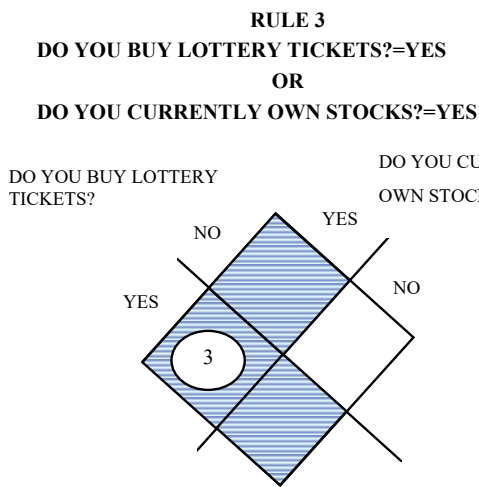 RULE 3
DO YOU BUY LOTTERY TICKETS?=YES
OR
DO YOU CURRENTLY OWN STOCKS?=YES
DO YOU BUY LOTTERY
TICKETS?
DO YOU CU
OWN STOC
NO
YES
YES
NO
3